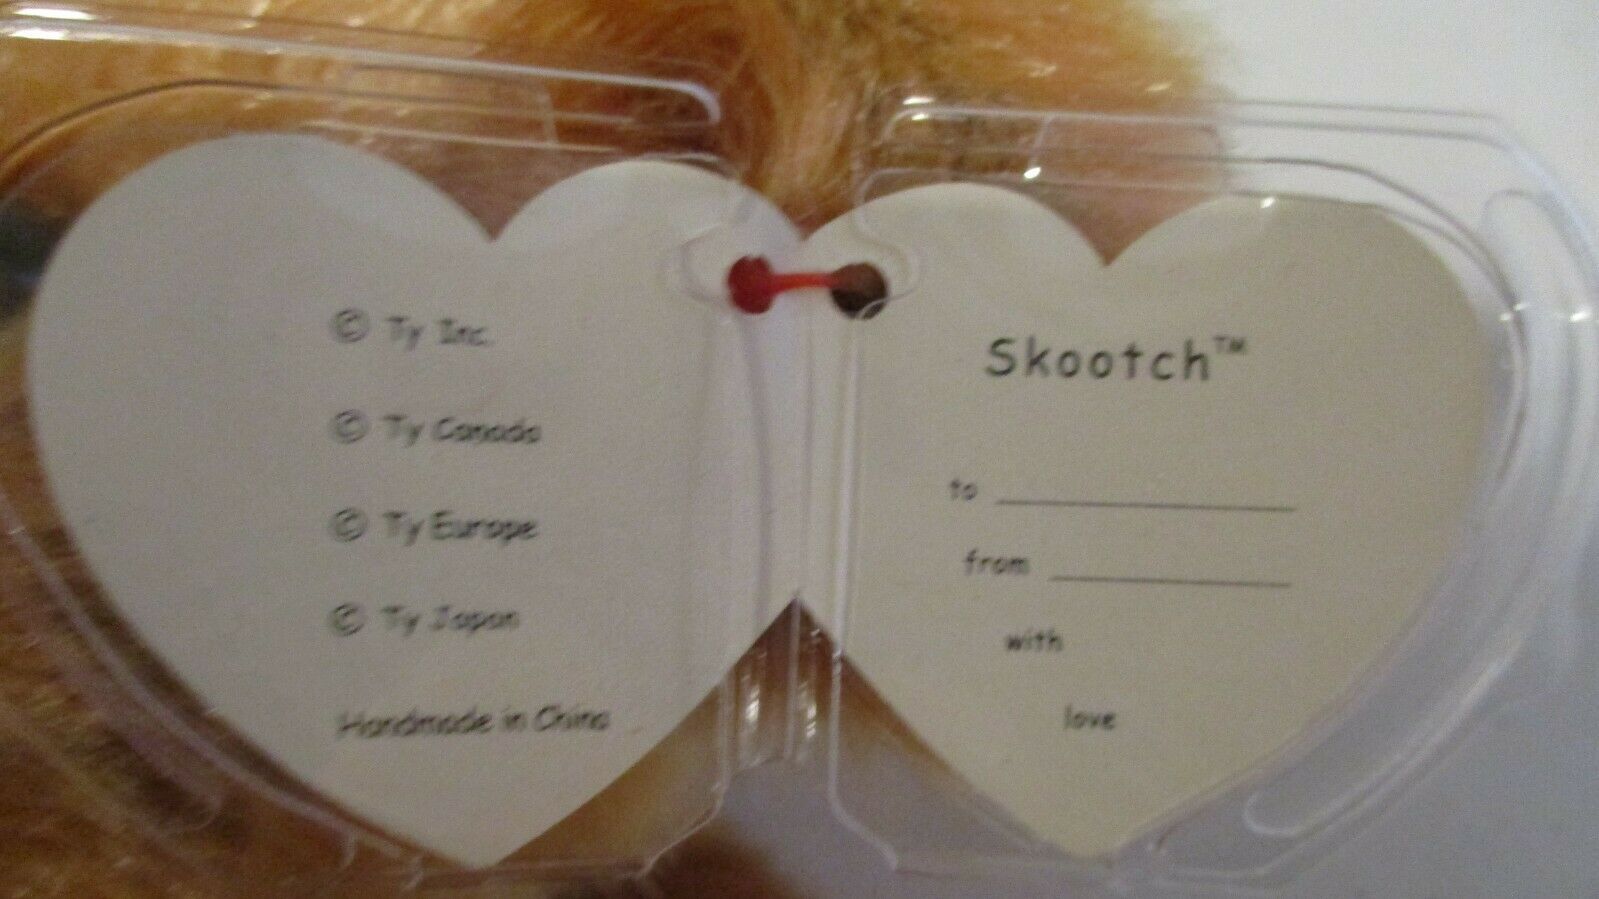 © Ty Inc.
© Ty Canada
© Ty Europe
© Ty Japan
Handmade in China
Skootch™
to
from
with
love